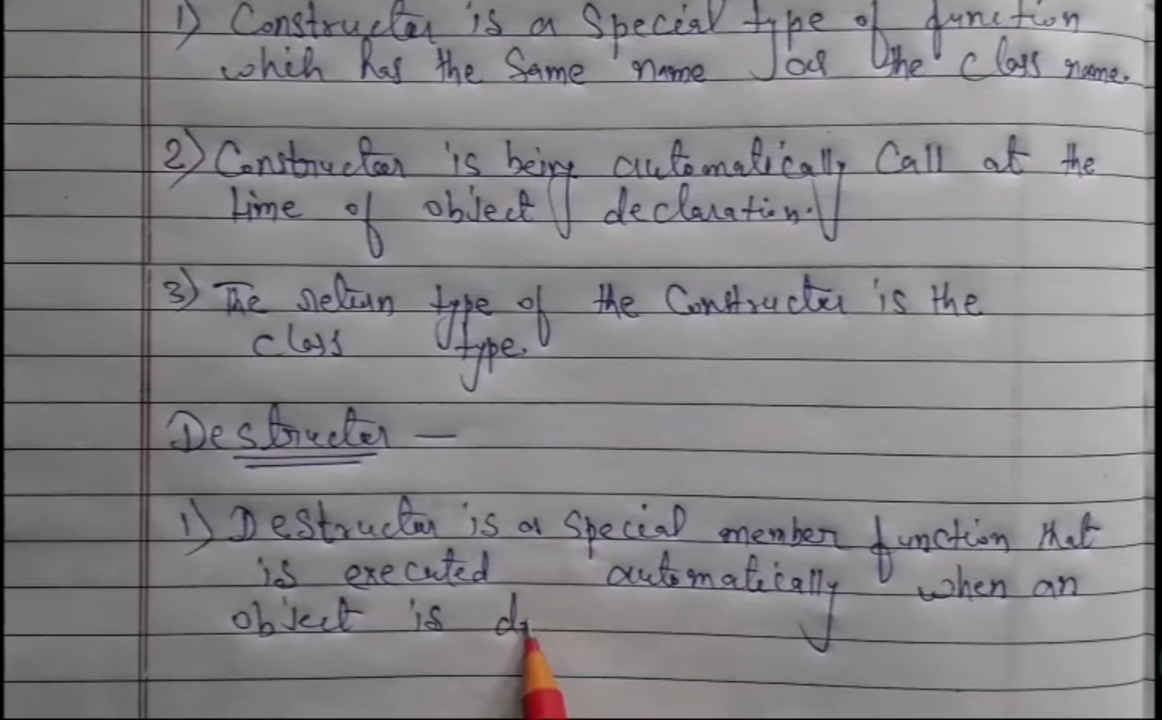 1) Constructor is a Special type of function
which has the Same name as the class name.
2) Constructor is being automatically Call at the
time of object declaration.
3) The return type of the Constructor is the
class type.
Destructor —
1) Destructor is a Special member function that
is executed automatically when an
object is d